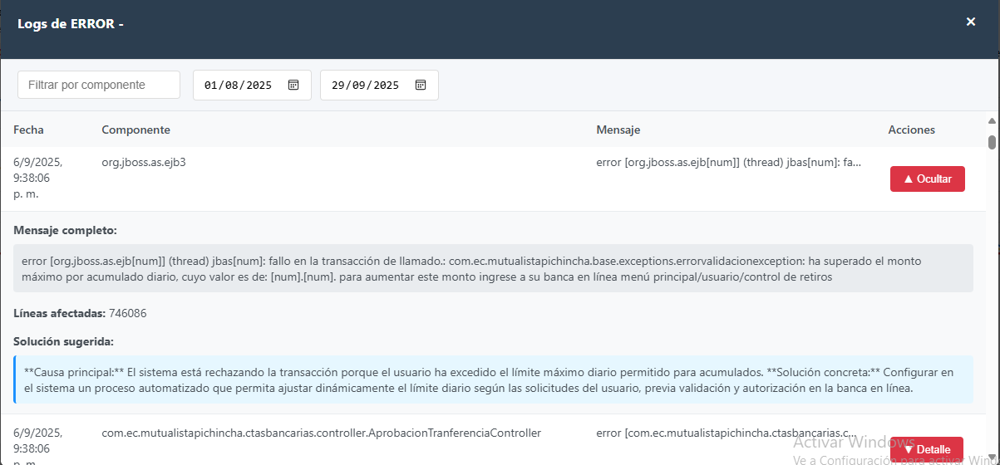 Logs de ERROR -
×
Filtrar por componente
01/08/2025
29/09/2025
Fecha Componente Mensaje Acciones
6/9/2025,
9:38:06
p. m.
org.jboss.as.ejb3
error [org.jboss.as.ejb[num]] (thread) jbas[num]: fa...
▲ Ocultar
Mensaje completo:
error [org.jboss.as.ejb[num]] (thread) jbas[num]: fallo en la transacción de llamado.: com.ec.mutualistapichincha.base.exceptions.errorvalidacionexception: ha superado el monto
máximo por acumulado diario, cuyo valor es de: [num].[num]. para aumentar este monto ingrese a su banca en línea menú principal/usuario/control de retiros
Líneas afectadas: 746086
Solución sugerida:
**Causa principal:** El sistema está rechazando la transacción porque el usuario ha excedido el límite máximo diario permitido para acumulados. **Solución concreta:** Configurar en
el sistema un proceso automatizado que permita ajustar dinámicamente el límite diario según las solicitudes del usuario, previa validación y autorización en la banca en línea.
6/9/2025,
9:38:06
p. m.
com.ec.mutualistapichincha.ctasbancarias.controller.AprobacionTranferenciaController
error [com.ec.mutualistapichincha.ctasbancarias.c...
▼ Detalle
Activar Windows
Ve a Configuración para activar Wind